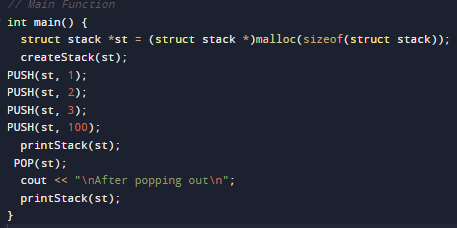 // Main Function
int main() {
  struct stack *st = (struct stack *)malloc(sizeof(struct stack));
  createStack(st);
PUSH(st, 1);
PUSH(st, 2);
PUSH(st, 3);
PUSH(st, 100);
  printStack(st);
 POP(st);
  cout << "\nAfter popping out\n";
  printStack(st);
}